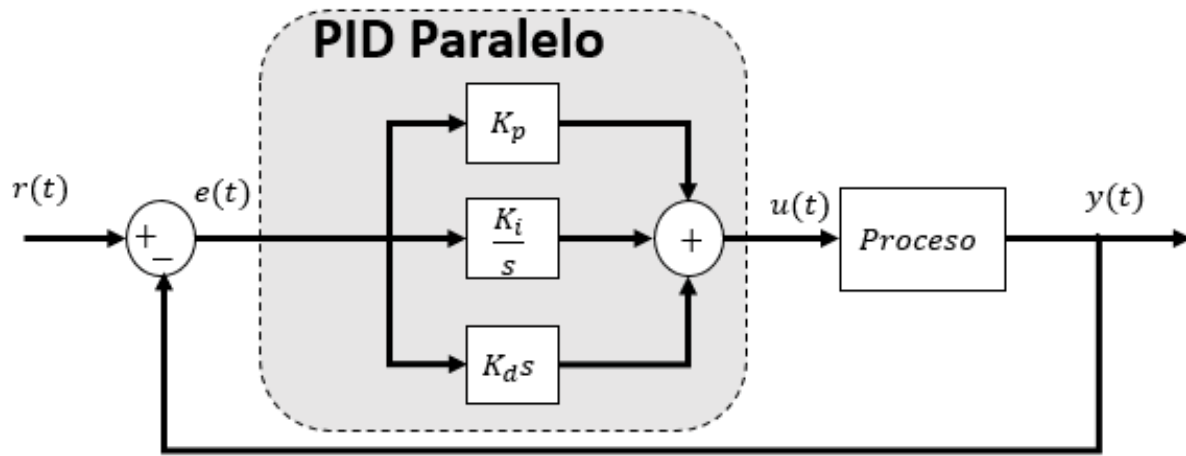 PID Paralelo
K_p
r(t)
e(t)
+
−
K_i
s
+
u(t)
Proceso
y(t)
K_d s